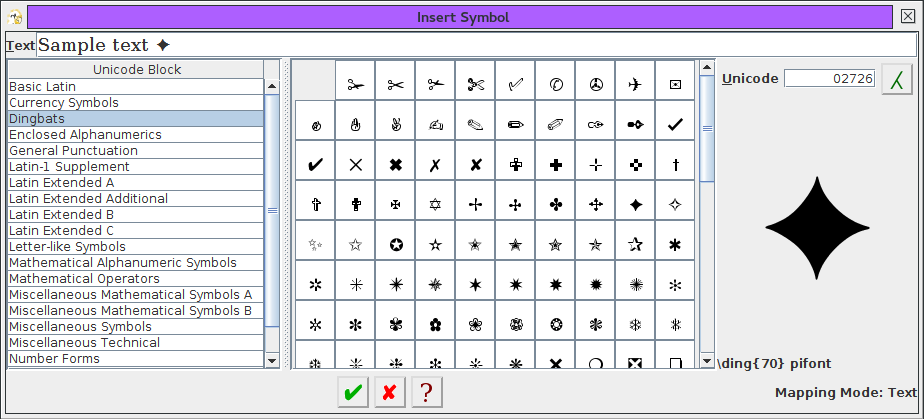 Insert Symbol
Text Sample text ✦
Unicode Block
Basic Latin
Currency Symbols
Dingbats
Enclosed Alphanumerics
General Punctuation
Latin-1 Supplement
Latin Extended A
Latin Extended Additional
Latin Extended B
Latin Extended C
Letter-like Symbols
Mathematical Alphanumeric Symbols
Mathematical Operators
Miscellaneous Mathematical Symbols A
Miscellaneous Mathematical Symbols B
Miscellaneous Symbols
Miscellaneous Technical
Number Forms
Unicode 02726
\ding{70} pifont
?
Mapping Mode: Text